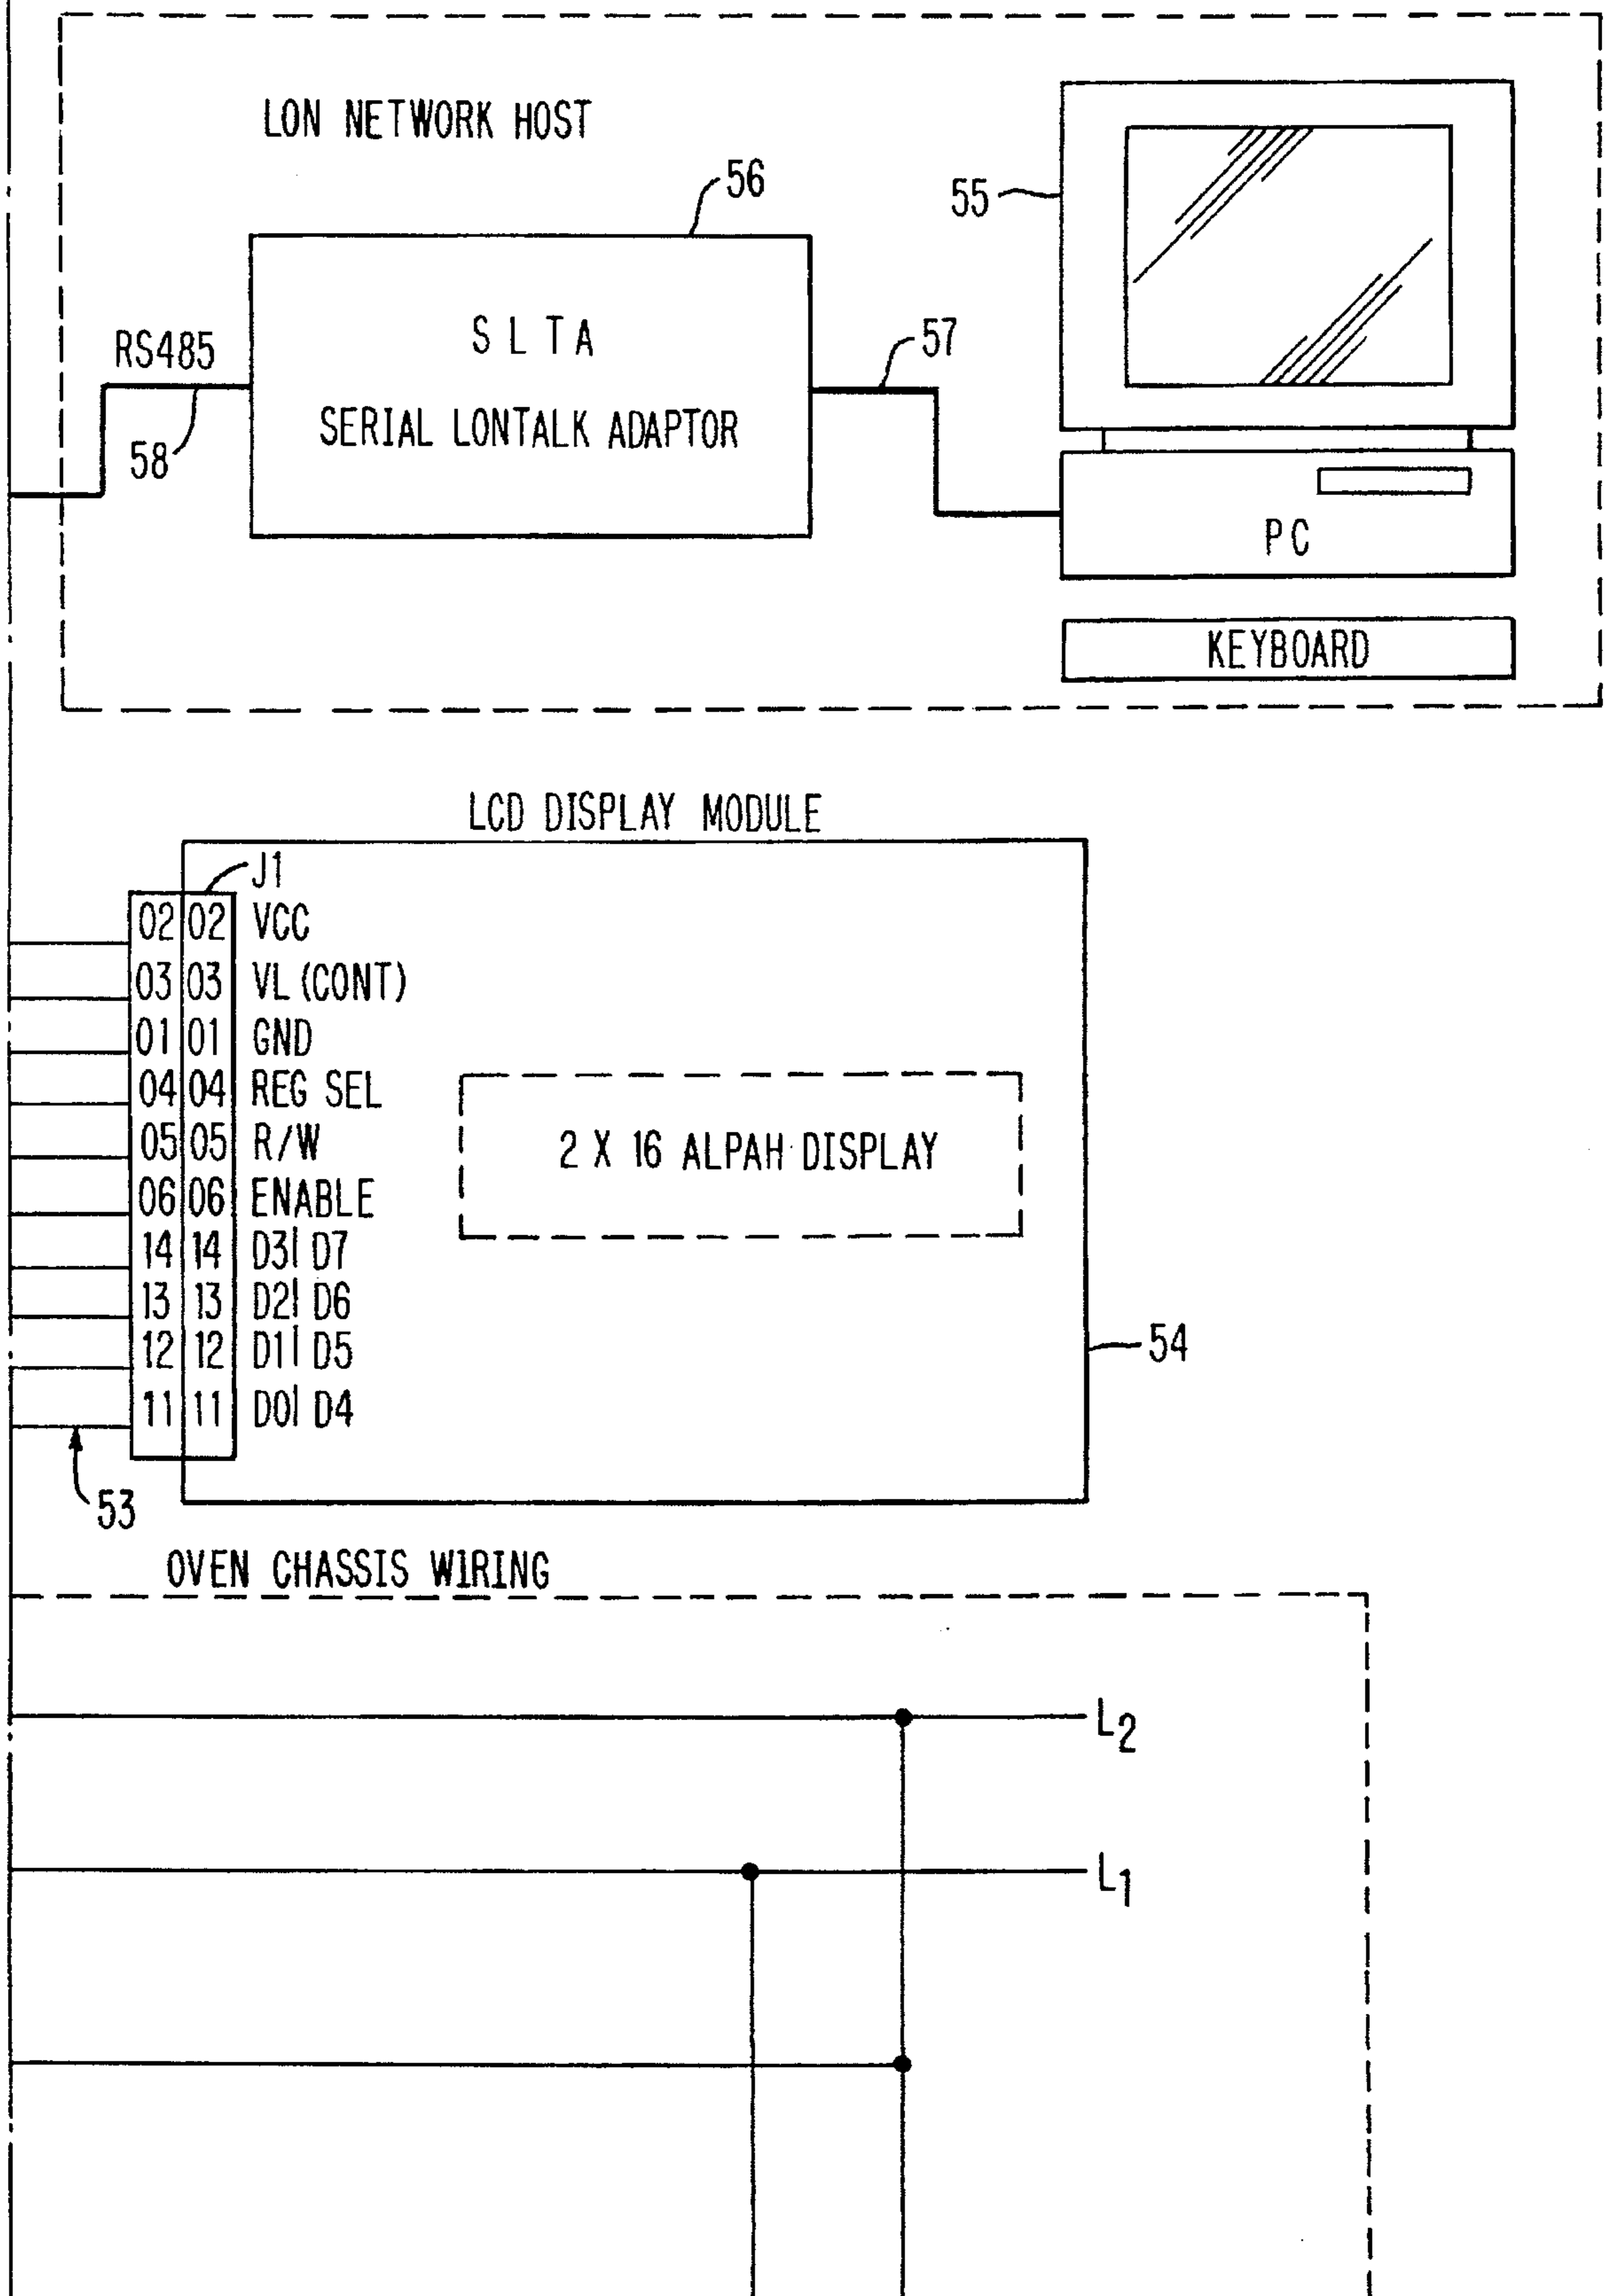 LON NETWORK HOST
56
55
RS485
S L T A
SERIAL LONTALK ADAPTOR
57
58
PC
KEYBOARD
LCD DISPLAY MODULE
J1
02 02 VCC
03 03 VL (CONT)
01 01 GND
04 04 REG SEL
05 05 R/W
06 06 ENABLE
14 14 D3| D7
13 13 D2| D6
12 12 D1| D5
11 11 D0| D4
2 X 16 ALPAH DISPLAY
54
53
OVEN CHASSIS WIRING
L2
L1